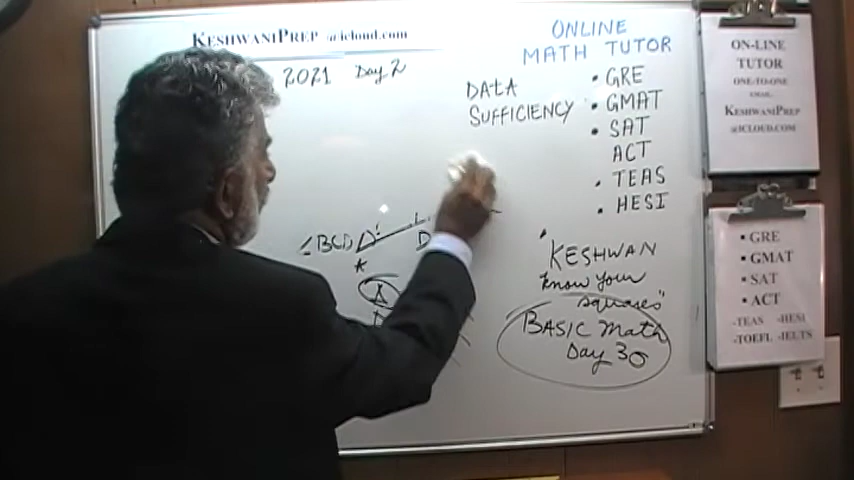 KESHWANIPREP @icloud.com
2021 Day 2
ONLINE
MATH TUTOR
• GRE
• GMAT
• SAT
ACT
• TEAS
• HESI
DATA
SUFFICIENCY
BCD
A
A
D
KESHWAN
Know your
squares"
BASIC Math
Day 30
ON-LINE
TUTOR
ONE-TO-ONE
EMAIL
KESHWANIPREP
@ICLOUD.COM
• GRE
• GMAT
• SAT
• ACT
-TEAS -HESI
-TOEFL -IELTS